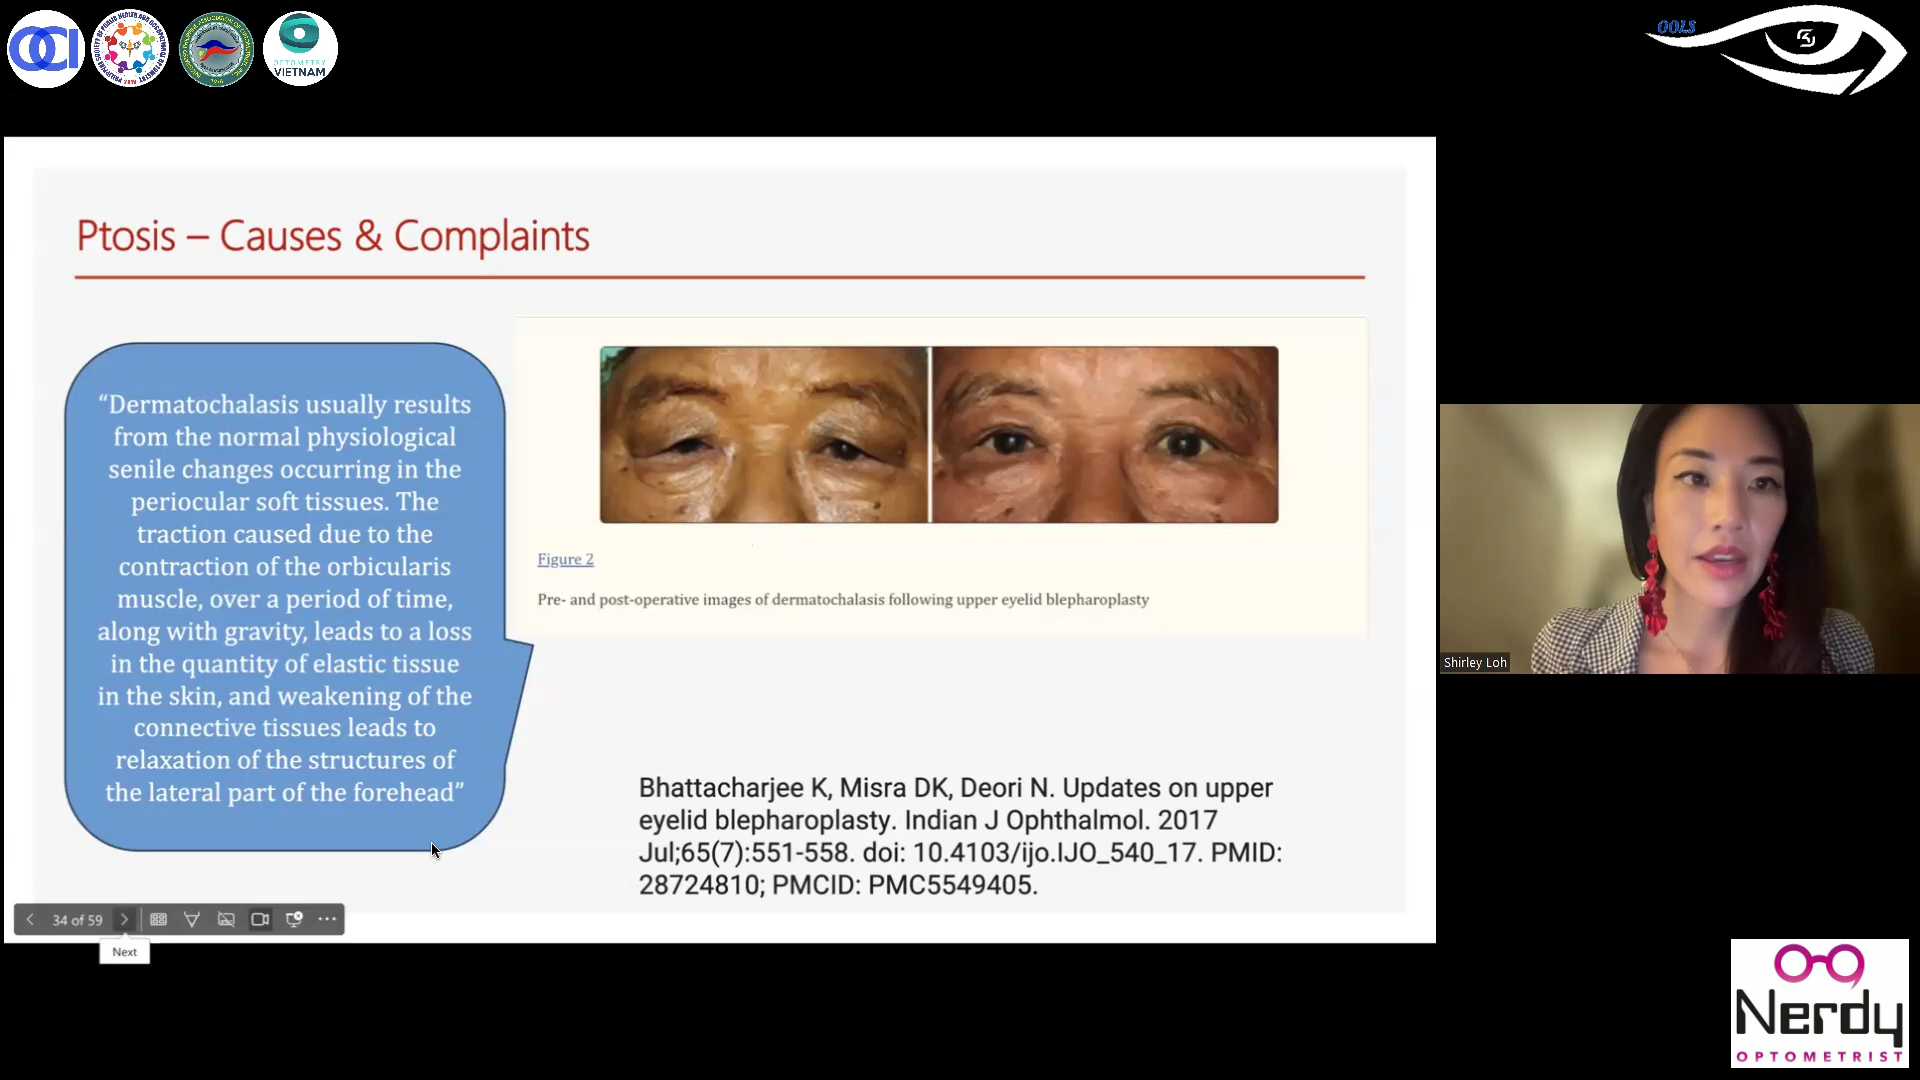 OCI
OPTOMETRY
VIETNAM
OOLS
Ptosis – Causes & Complaints
“Dermatochalasis usually results
from the normal physiological
senile changes occurring in the
periocular soft tissues. The
traction caused due to the
contraction of the orbicularis
muscle, over a period of time,
along with gravity, leads to a loss
in the quantity of elastic tissue
in the skin, and weakening of the
connective tissues leads to
relaxation of the structures of
the lateral part of the forehead”
Figure 2
Pre- and post-operative images of dermatochalasis following upper eyelid blepharoplasty
Bhattacharjee K, Misra DK, Deori N. Updates on upper
eyelid blepharoplasty. Indian J Ophthalmol. 2017
Jul;65(7):551-558. doi: 10.4103/ijo.IJO_540_17. PMID:
28724810; PMCID: PMC5549405.
Shirley Loh
34 of 59
Next
Nerdy
OPTOMETRIST